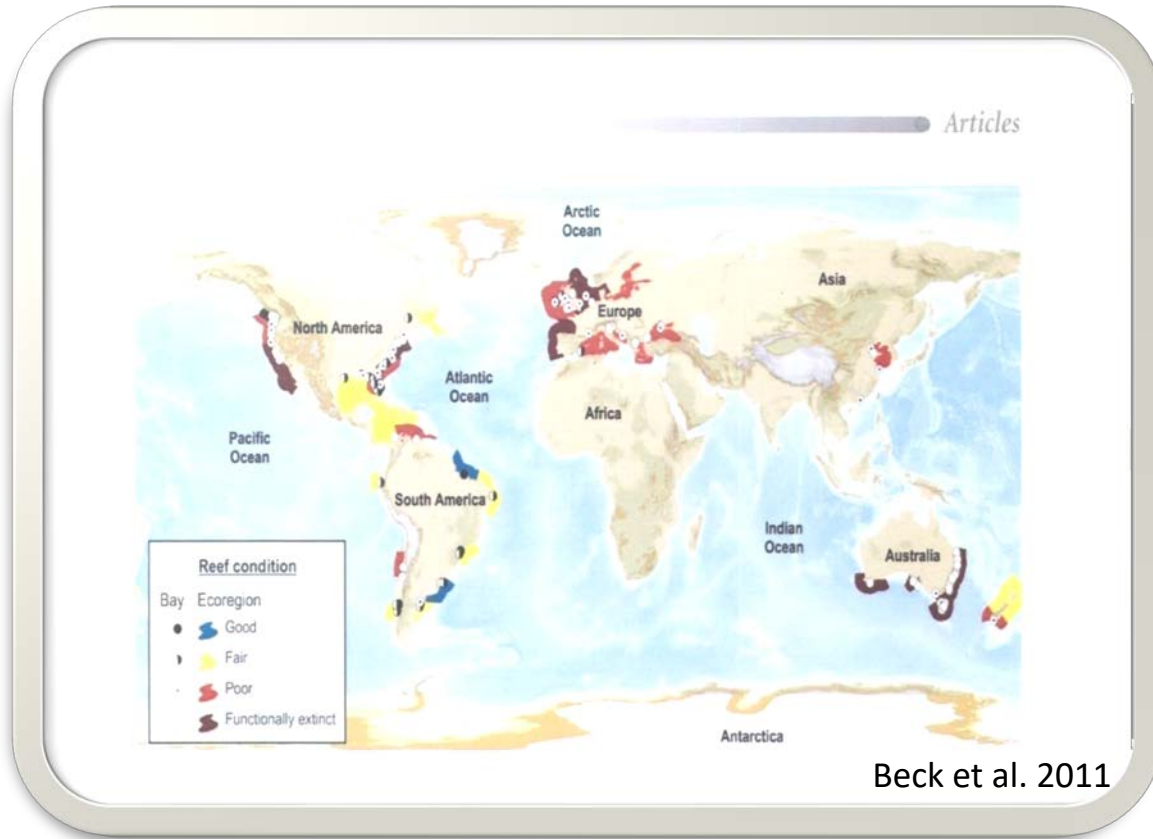 Articles
Arctic
Ocean
Asia
Europe
North America
Atlantic
Ocean
Africa
Pacific
Ocean
South America
Indian
Ocean
Australia
Reef condition
Bay Ecoregion
Good
Fair
Poor
Functionally extinct
Antarctica
Beck et al. 2011